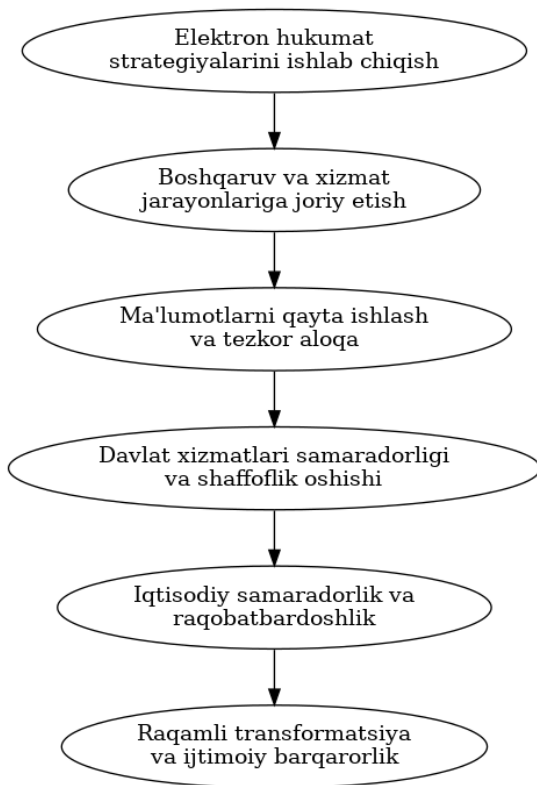 Elektron hukumat
strategiyalarini ishlab chiqish
Boshqaruv va xizmat
jarayonlariga joriy etish
Ma'lumotlarni qayta ishlash
va tezkor aloqa
Davlat xizmatlari samaradorligi
va shaffoflik oshishi
Iqtisodiy samaradorlik va
raqobatbardoshlik
Raqamli transformatsiya
va ijtimoiy barqarorlik